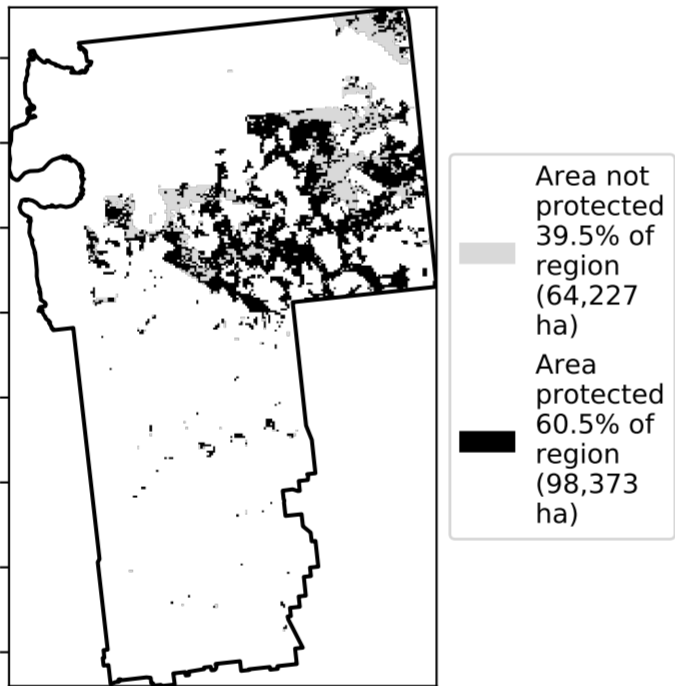 Area not
protected
39.5% of
region
(64,227
ha)
Area
protected
60.5% of
region
(98,373
ha)